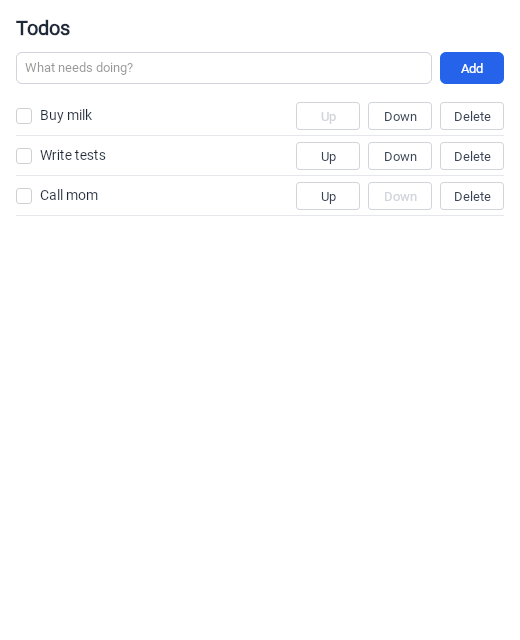 Todos
What needs doing? Add
Buy milk Up Down Delete
Write tests Up Down Delete
Call mom Up Down Delete